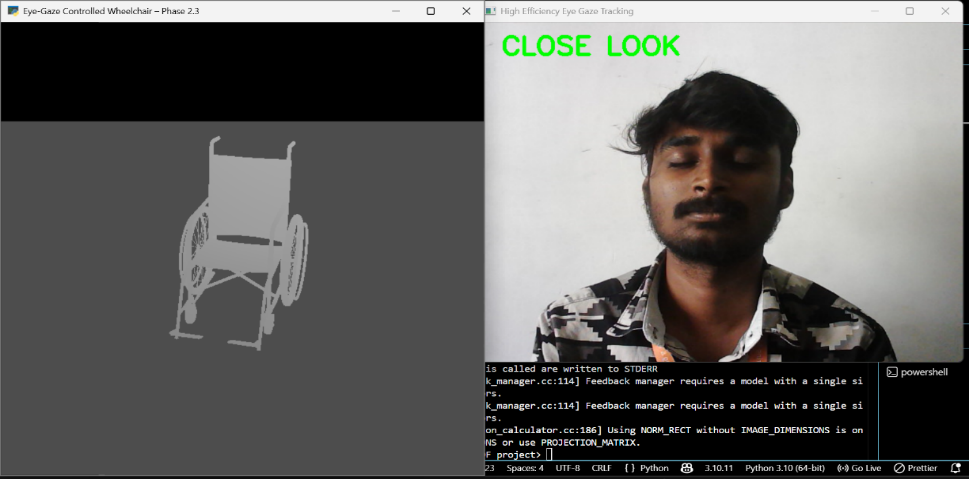 Eye-Gaze Controlled Wheelchair – Phase 2.3
High Efficiency Eye Gaze Tracking
CLOSE LOOK
is called are written to STDERR
k_manager.cc:114] Feedback manager requires a model with a single si
rs.
k_manager.cc:114] Feedback manager requires a model with a single si
rs.
on_calculator.cc:186] Using NORM_RECT without IMAGE_DIMENSIONS is on
NS or use PROJECTION_MATRIX.
F project>
powershell
23 Spaces: 4 UTF-8 CRLF {} Python 3.10.11 Python 3.10 (64-bit) Go Live Prettier